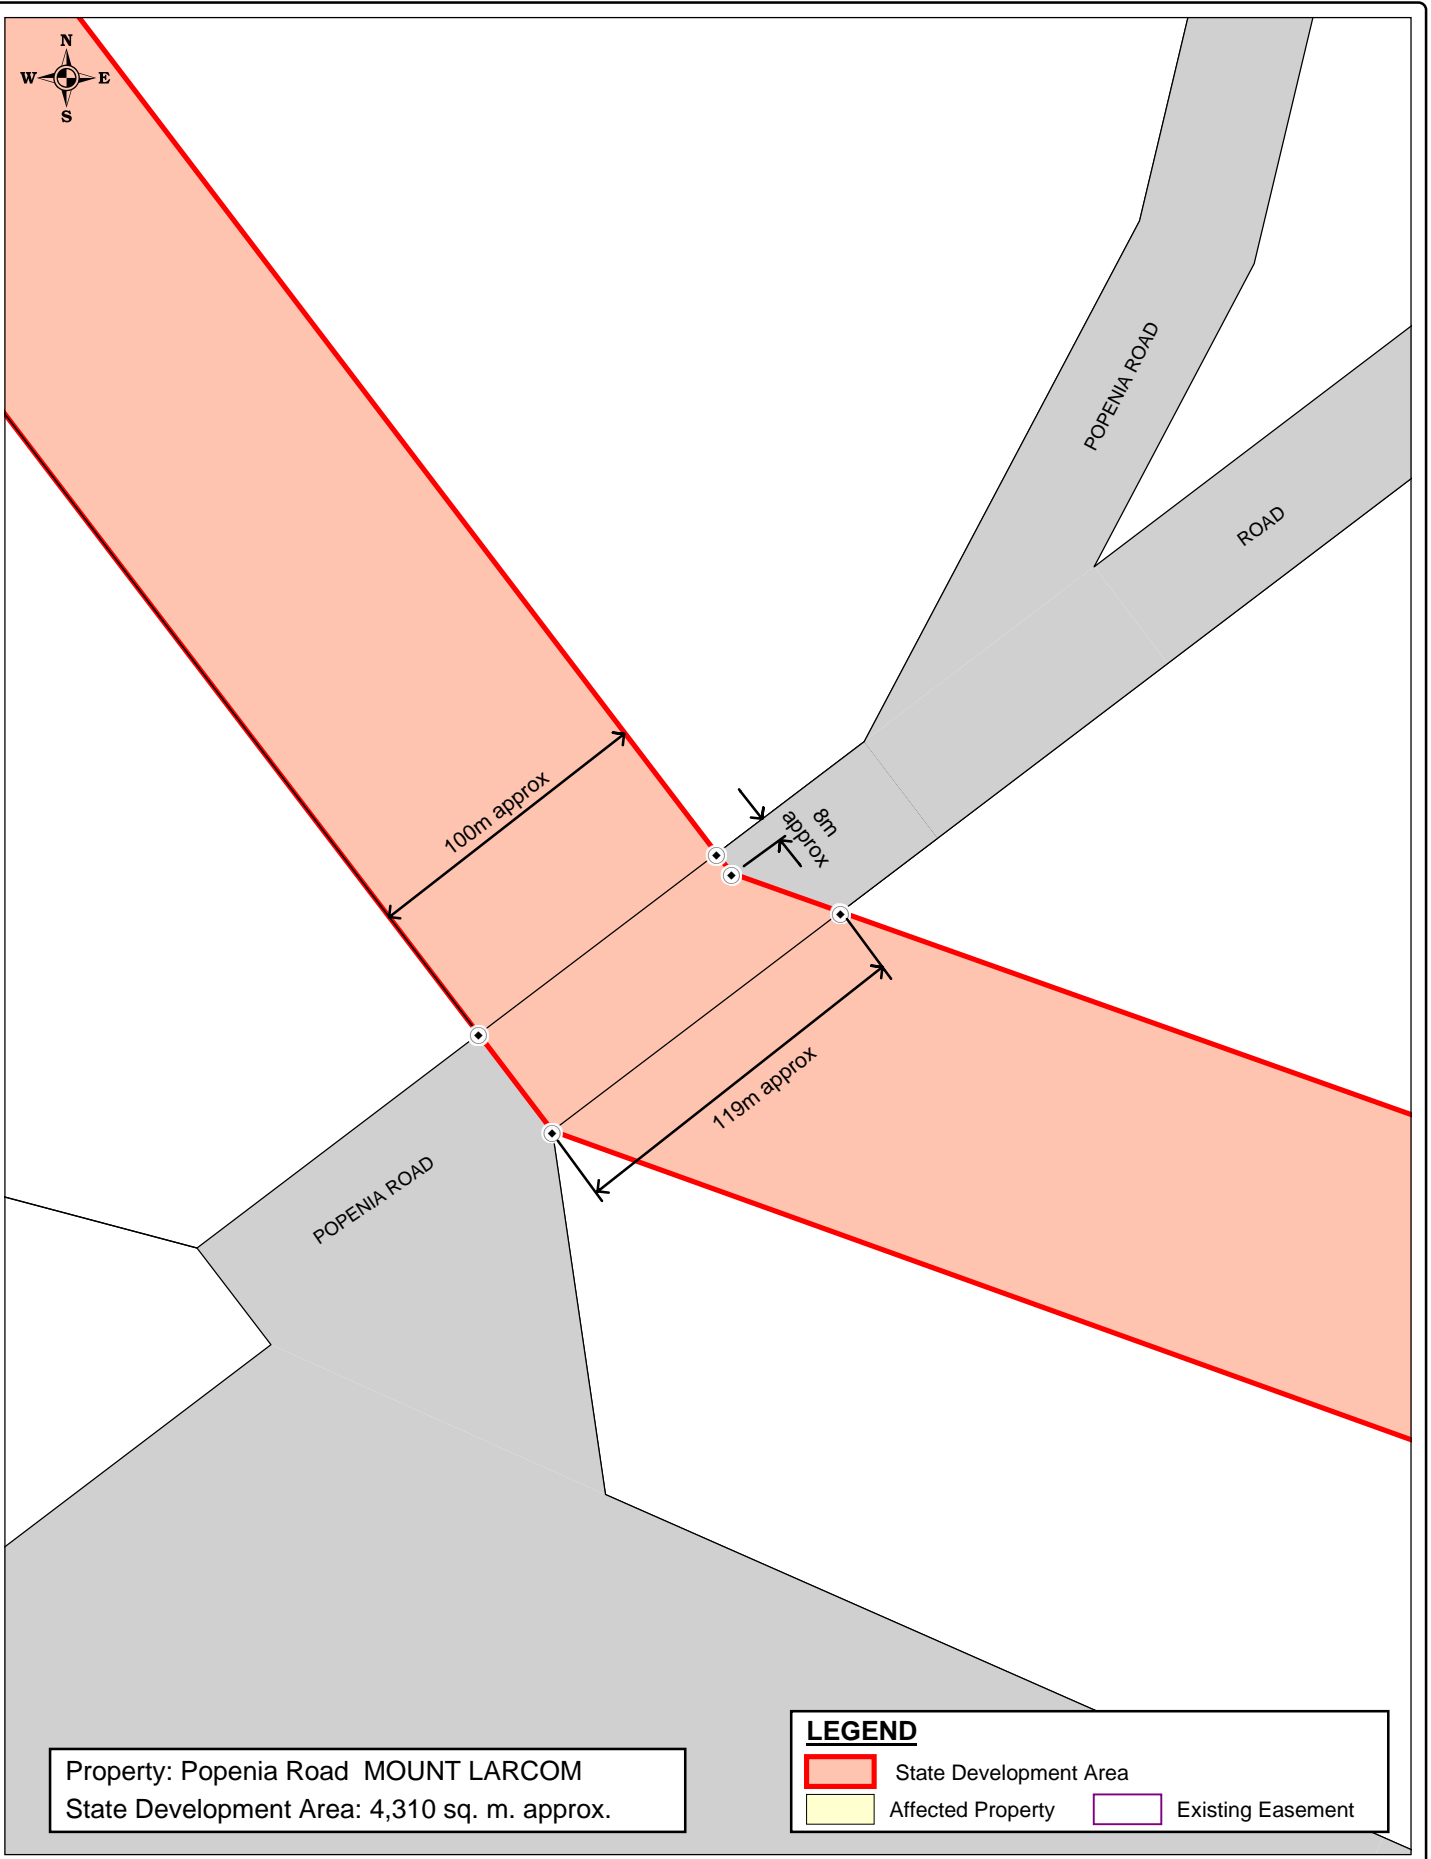 N
W E
S
POPENIA ROAD
ROAD
100m approx
8m
approx
119m approx
POPENIA ROAD
Property: Popenia Road MOUNT LARCOM
State Development Area: 4,310 sq. m. approx.
LEGEND
State Development Area
Affected Property Existing Easement